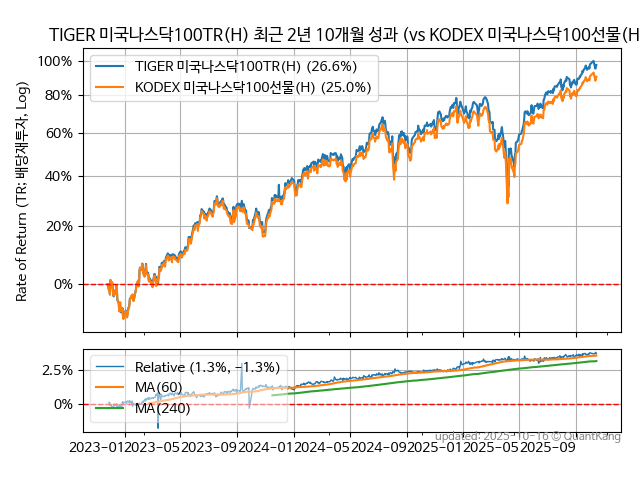 TIGER 미국나스닥100TR(H) 최근 2년 10개월 성과 (vs KODEX 미국나스닥100선물(H
Rate of Return (TR: 배당재투자, Log)
100%
80%
60%
40%
20%
0%
TIGER 미국나스닥100TR(H) (26.6%)
KODEX 미국나스닥100선물(H) (25.0%)
2.5%
0%
Relative (1.3%, −1.3%)
MA(60)
MA(240)
2023-01
2023-05
2023-09
2024-01
2024-05
2024-09
2025-01
2025-05
2025-09
updated: 2025-10-16 © QuantKang